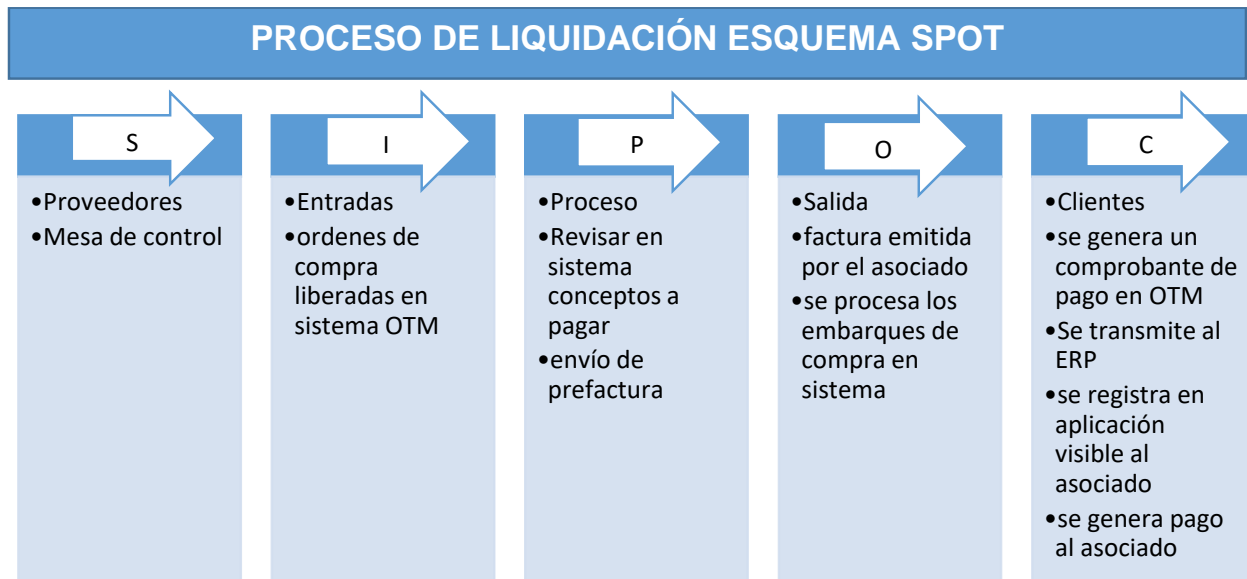 PROCESO DE LIQUIDACIÓN ESQUEMA SPOT
S
•Proveedores
•Mesa de control
I
•Entradas
•ordenes de
compra
liberadas en
sistema OTM
P
•Proceso
•Revisar en
sistema
conceptos a
pagar
•envío de
prefactura
O
•Salida
•factura emitida
por el asociado
•se procesa los
embarques de
compra en
sistema
C
•Clientes
•se genera un
comprobante de
pago en OTM
•Se transmite al
ERP
•se registra en
aplicación
visible al
asociado
•se genera pago
al asociado